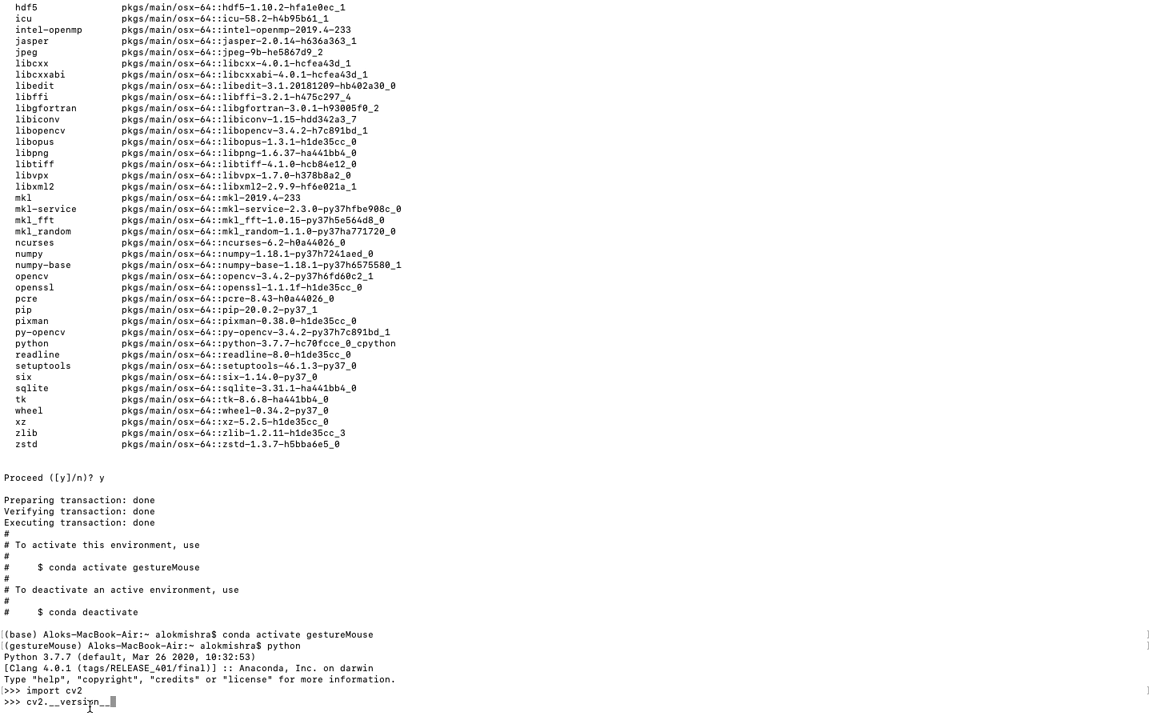 hdf5 pkgs/main/osx-64::hdf5-1.10.2-hfa1e0ec_1
icu pkgs/main/osx-64::icu-58.2-h4b95b61_1
intel-openmp pkgs/main/osx-64::intel-openmp-2019.4-233
jasper pkgs/main/osx-64::jasper-2.0.14-h636a363_1
jpeg pkgs/main/osx-64::jpeg-9b-he5867d9_2
libcxx pkgs/main/osx-64::libcxx-4.0.1-hcfea43d_1
libcxxabi pkgs/main/osx-64::libcxxabi-4.0.1-hcfea43d_1
libedit pkgs/main/osx-64::libedit-3.1.20181209-hb402a30_0
libffi pkgs/main/osx-64::libffi-3.2.1-h475c297_4
libgfortran pkgs/main/osx-64::libgfortran-3.0.1-h93005f0_2
libiconv pkgs/main/osx-64::libiconv-1.15-hdd342a3_7
libopencv pkgs/main/osx-64::libopencv-3.4.2-h7c891bd_1
libopus pkgs/main/osx-64::libopus-1.3.1-h1de35cc_0
libpng pkgs/main/osx-64::libpng-1.6.37-ha441bb4_0
libtiff pkgs/main/osx-64::libtiff-4.1.0-hcb84e12_0
libvpx pkgs/main/osx-64::libvpx-1.7.0-h378b8a2_0
libxml2 pkgs/main/osx-64::libxml2-2.9.9-hf6e021a_1
mkl pkgs/main/osx-64::mkl-2019.4-233
mkl-service pkgs/main/osx-64::mkl-service-2.3.0-py37hfbe908c_0
mkl_fft pkgs/main/osx-64::mkl_fft-1.0.15-py37h5e564d8_0
mkl_random pkgs/main/osx-64::mkl_random-1.1.0-py37ha771720_0
ncurses pkgs/main/osx-64::ncurses-6.2-h0a44026_0
numpy pkgs/main/osx-64::numpy-1.18.1-py37h7241aed_0
numpy-base pkgs/main/osx-64::numpy-base-1.18.1-py37h6575580_1
opencv pkgs/main/osx-64::opencv-3.4.2-py37h6fd60c2_1
openssl pkgs/main/osx-64::openssl-1.1.1f-h1de35cc_0
pcre pkgs/main/osx-64::pcre-8.43-h0a44026_0
pip pkgs/main/osx-64::pip-20.0.2-py37_1
pixman pkgs/main/osx-64::pixman-0.38.0-h1de35cc_0
py-opencv pkgs/main/osx-64::py-opencv-3.4.2-py37h7c891bd_1
python pkgs/main/osx-64::python-3.7.7-hc70fcce_0_cpython
readline pkgs/main/osx-64::readline-8.0-h1de35cc_0
setuptools pkgs/main/osx-64::setuptools-46.1.3-py37_0
six pkgs/main/osx-64::six-1.14.0-py37_0
sqlite pkgs/main/osx-64::sqlite-3.31.1-ha441bb4_0
tk pkgs/main/osx-64::tk-8.6.8-ha441bb4_0
wheel pkgs/main/osx-64::wheel-0.34.2-py37_0
xz pkgs/main/osx-64::xz-5.2.5-h1de35cc_0
zlib pkgs/main/osx-64::zlib-1.2.11-h1de35cc_3
zstd pkgs/main/osx-64::zstd-1.3.7-h5bba6e5_0
Proceed ([y]/n)? y
Preparing transaction: done
Verifying transaction: done
Executing transaction: done
#
# To activate this environment, use
#
# $ conda activate gestureMouse
#
# To deactivate an active environment, use
#
# $ conda deactivate
[(base) Aloks-MacBook-Air:~ alokmishra$ conda activate gestureMouse ]
[(gestureMouse) Aloks-MacBook-Air:~ alokmishra$ python ]
Python 3.7.7 (default, Mar 26 2020, 10:32:53)
[Clang 4.0.1 (tags/RELEASE_401/final)] :: Anaconda, Inc. on darwin
Type "help", "copyright", "credits" or "license" for more information.
[>>> import cv2 ]
>>> cv2.__version__